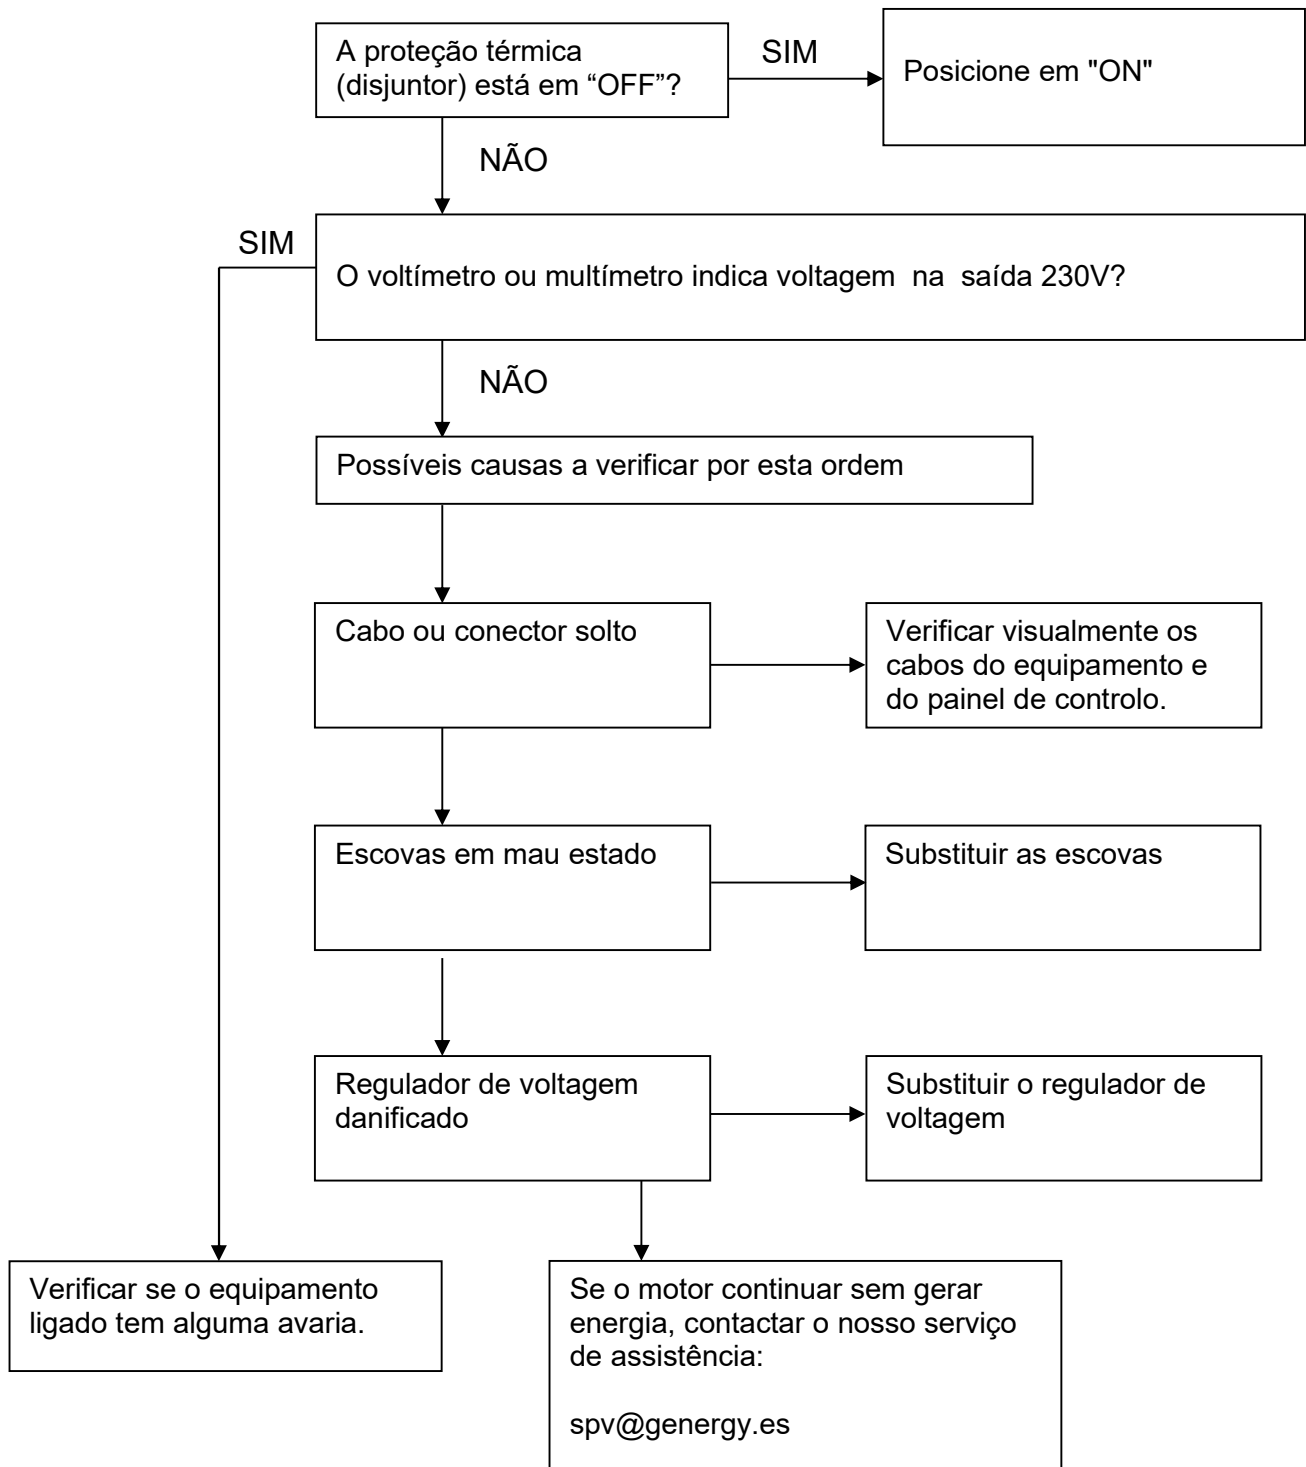 A proteção térmica
(disjuntor) está em “OFF”?
SIM
Posicione em "ON"
NÃO
SIM
O voltímetro ou multímetro indica voltagem  na  saída 230V?
NÃO
Possíveis causas a verificar por esta ordem
Cabo ou conector solto
Verificar visualmente os
cabos do equipamento e
do painel de controlo.
Escovas em mau estado
Substituir as escovas
Regulador de voltagem
danificado
Substituir o regulador de
voltagem
Verificar se o equipamento
ligado tem alguma avaria.
Se o motor continuar sem gerar
energia, contactar o nosso serviço
de assistência:
spv@genergy.es